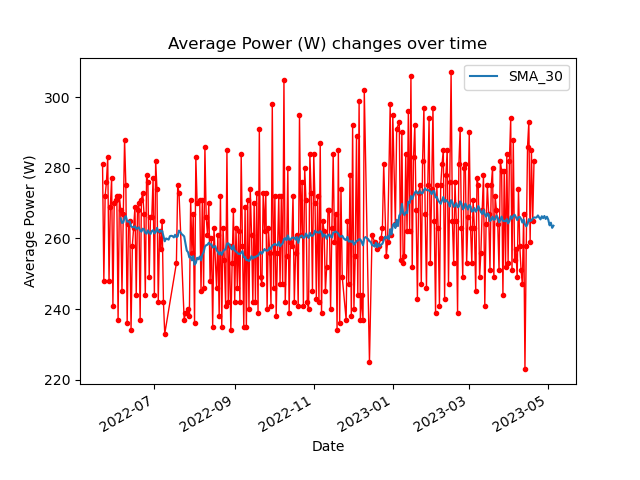 Average Power (W) changes over time
SMA_30
Average Power (W)
300
280
260
240
220
2022-07
2022-09
2022-11
2023-01
2023-03
2023-05
Date